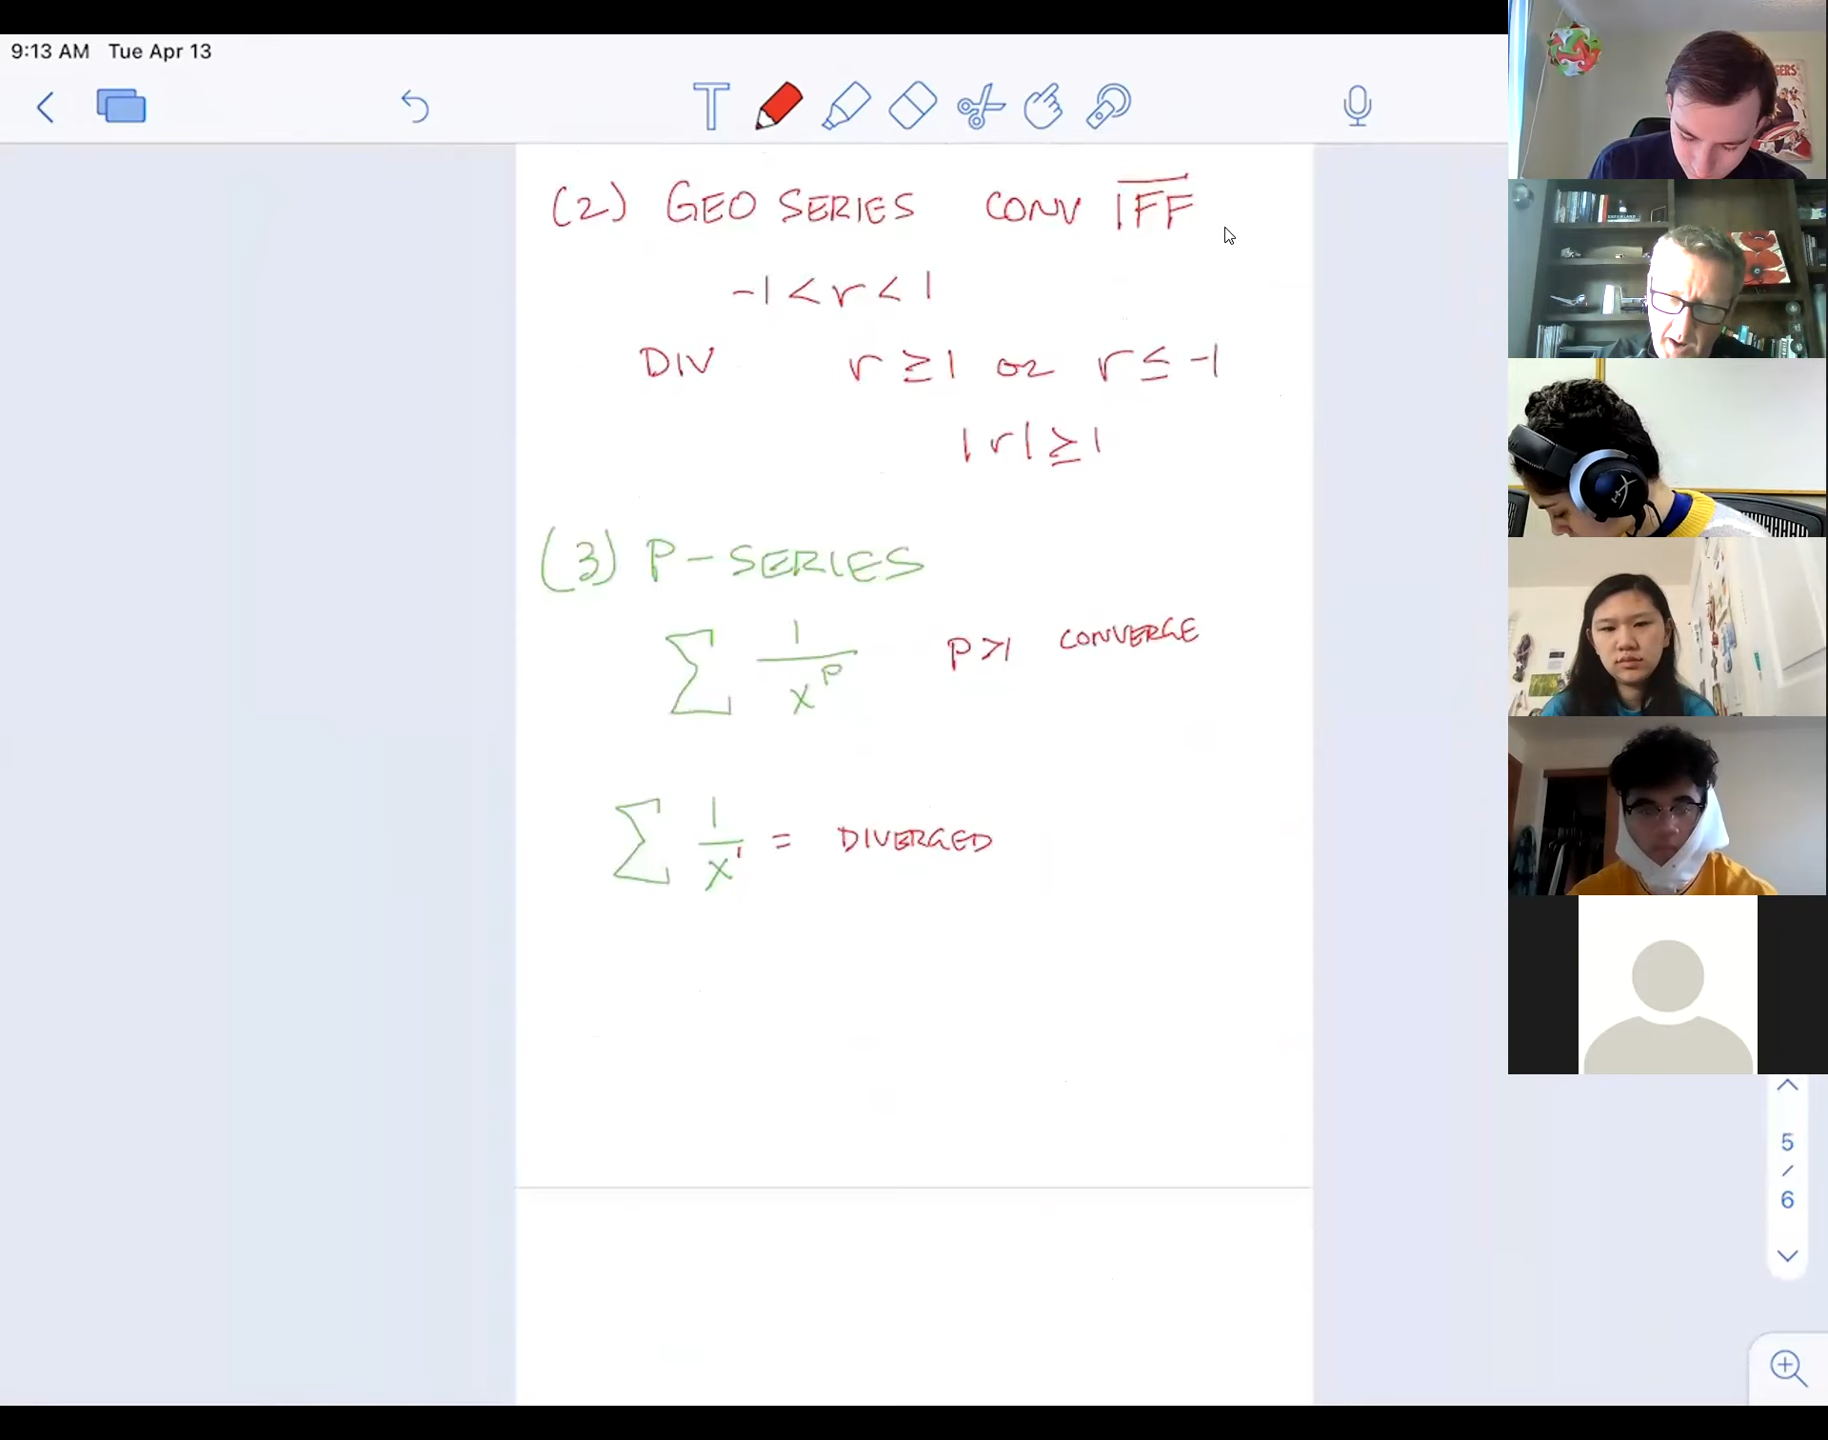 9:13 AM Tue Apr 13
(2) GEO SERIES CONV IFF
-1 < r < 1
DIV r ≥ 1 or r ≤ -1
|r| ≥ 1
(3) P-SERIES
∑ 1/x^p P>1 CONVERGE
∑ 1/x^1 = DIVERGED
5
/
6